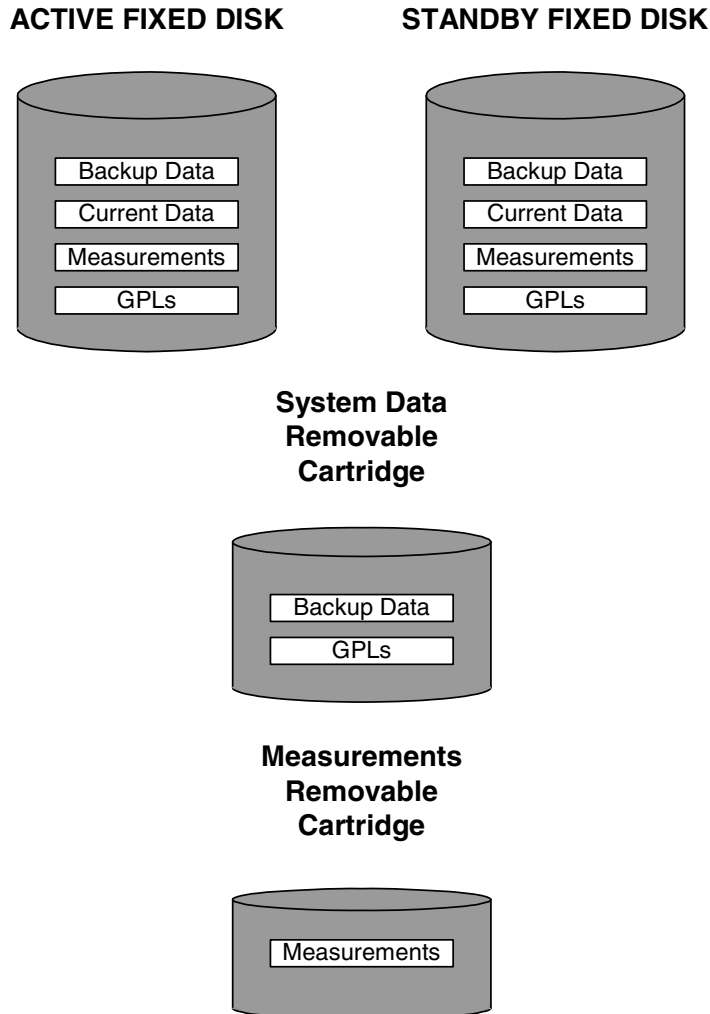 ACTIVE FIXED DISK
STANDBY FIXED DISK
Backup Data
Current Data
Measurements
GPLs
Backup Data
Current Data
Measurements
GPLs
System Data
Removable
Cartridge
Backup Data
GPLs
Measurements
Removable
Cartridge
Measurements